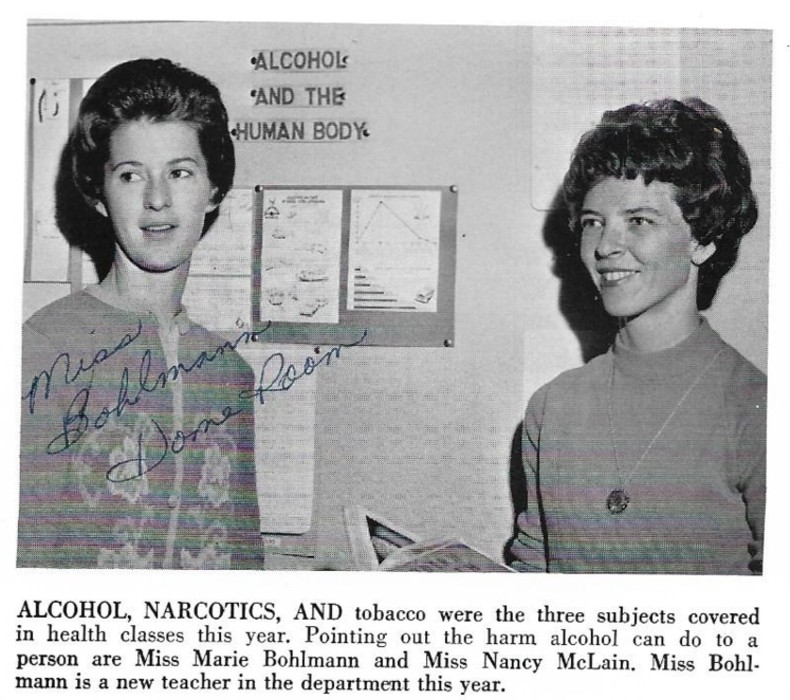 ALCOHOL
AND THE
HUMAN BODY
Miss
Bohlmann
Home Room
ALCOHOL, NARCOTICS, AND tobacco were the three subjects covered
in health classes this year. Pointing out the harm alcohol can do to a
person are Miss Marie Bohlmann and Miss Nancy McLain. Miss Bohl-
mann is a new teacher in the department this year.